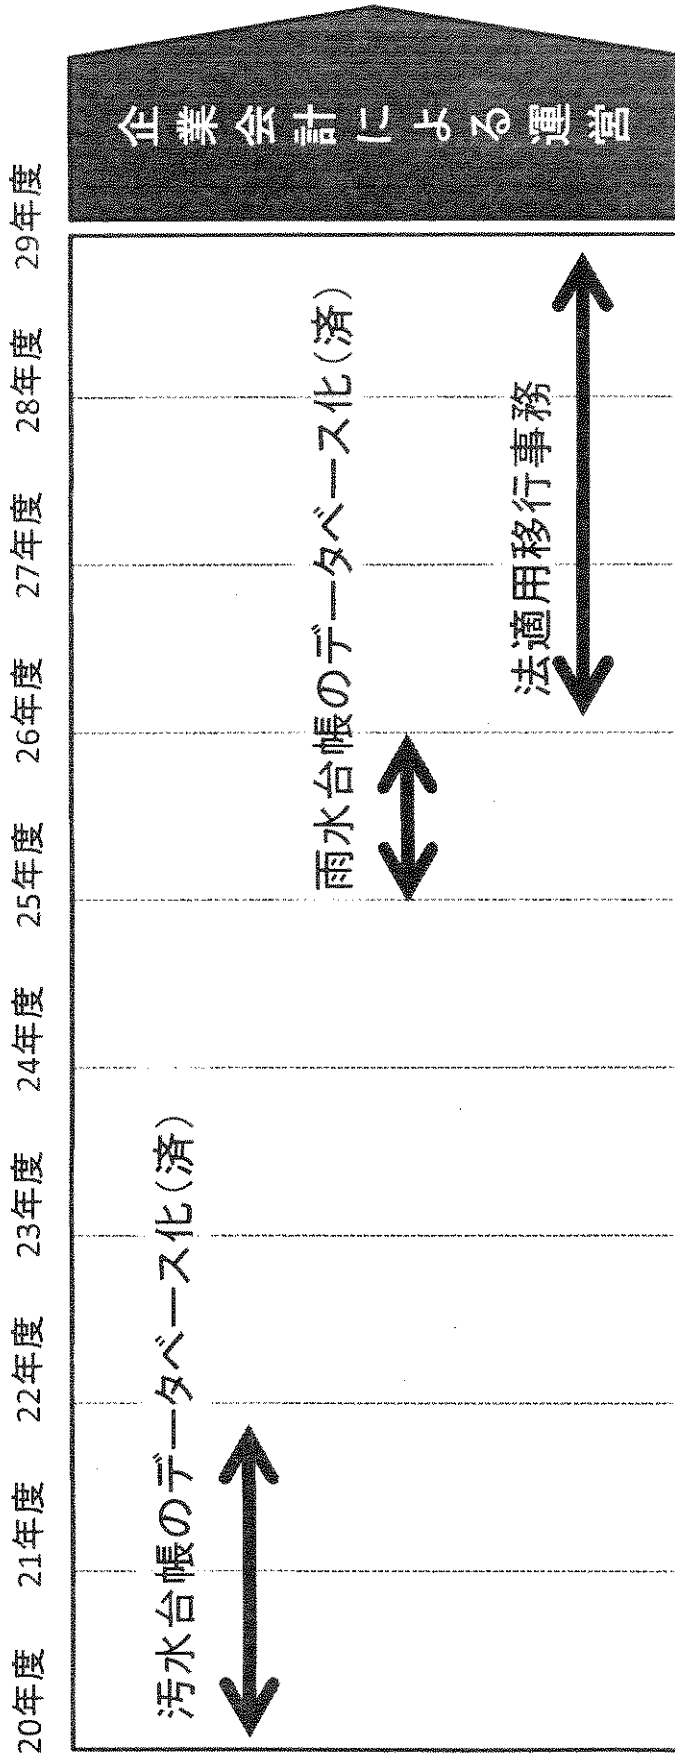 20年度 21年度 22年度 23年度 24年度 25年度 26年度 27年度 28年度 29年度
汚水台帳のデータベース化(済)
雨水台帳のデータベース化(済)
法適用移行事務
企業会計による運営